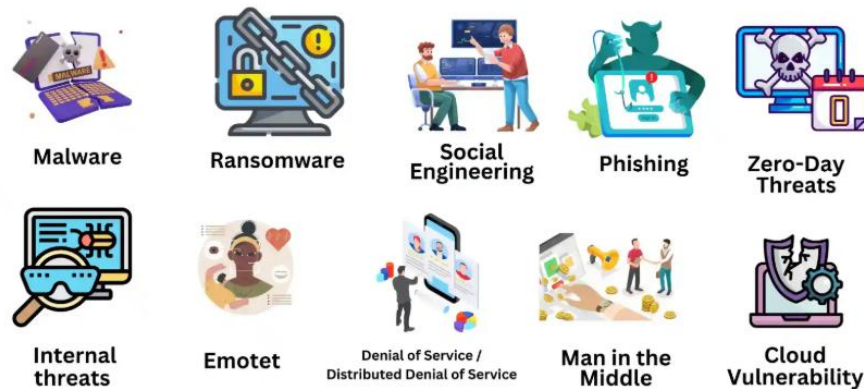 MALWARE
Malware
Ransomware
Social
Engineering
Phishing
Zero-Day
Threats
Internal
threats
Emotet
Denial of Service /
Distributed Denial of Service
Man in the
Middle
Cloud
Vulnerability